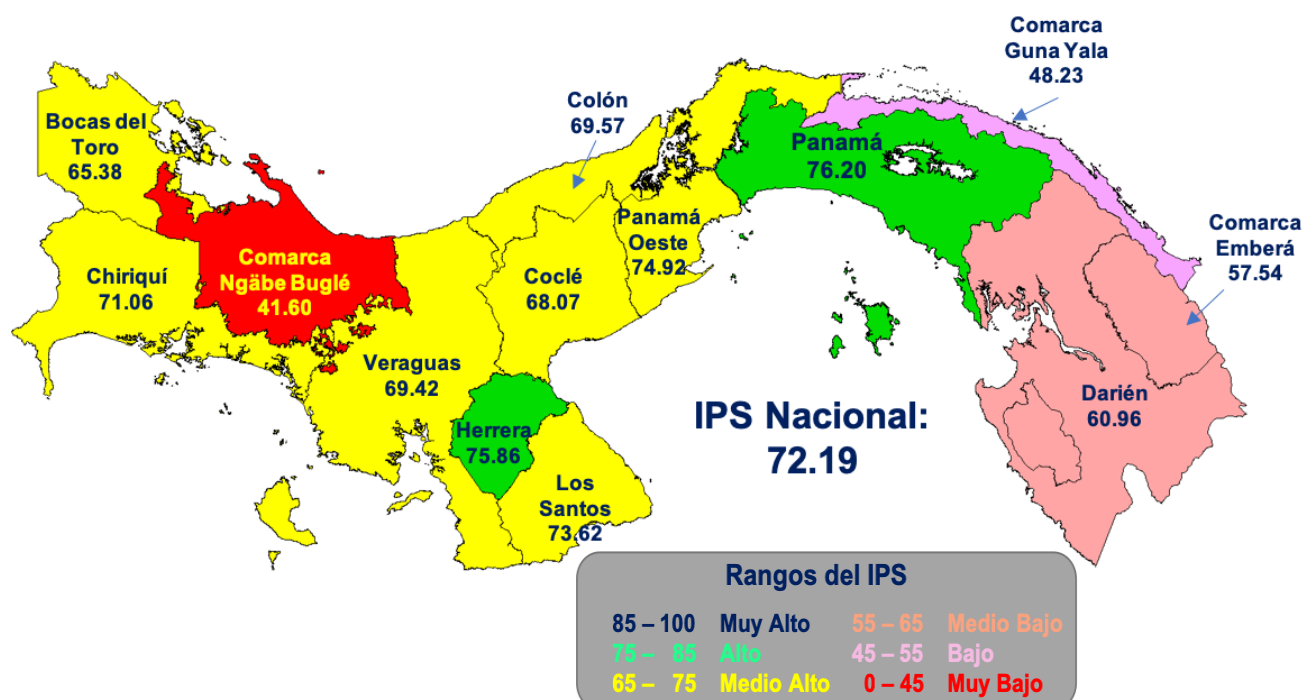 Comarca
Guna Yala
48.23
Colón
69.57
Bocas del
Toro
65.38
Panamá
76.20
Panamá
Oeste
74.92
Comarca
Emberá
57.54
Comarca
Ngäbe Buglé
41.60
Chiriquí
71.06
Coclé
68.07
Veraguas
69.42
Darién
60.96
IPS Nacional:
72.19
Herrera
75.86
Los
Santos
73.62
Rangos del IPS
85 – 100 Muy Alto 55 – 65 Medio Bajo
75 – 85 Alto 45 – 55 Bajo
65 – 75 Medio Alto 0 – 45 Muy Bajo